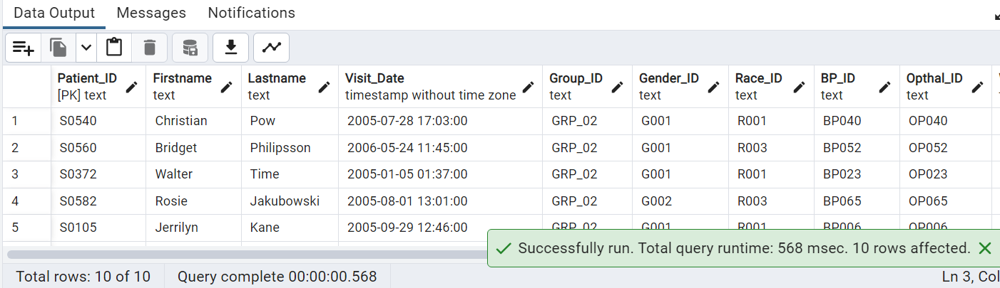 Data Output Messages Notifications
Patient_ID Firstname Lastname Visit_Date Group_ID Gender_ID Race_ID BP_ID Opthal_ID
[PK] text text text timestamp without time zone text text text text text
1 S0540 Christian Pow 2005-07-28 17:03:00 GRP_02 G001 R001 BP040 OP040
2 S0560 Bridget Philipsson 2006-05-24 11:45:00 GRP_02 G001 R003 BP052 OP052
3 S0372 Walter Time 2005-01-05 01:37:00 GRP_02 G001 R001 BP023 OP023
4 S0582 Rosie Jakubowski 2005-08-01 13:01:00 GRP_02 G002 R003 BP065 OP065
5 S0105 Jerrilyn Kane 2005-09-29 12:46:00 GRP_02 G001 R001 BP006 OP006
Successfully run. Total query runtime: 568 msec. 10 rows affected.
Total rows: 10 of 10 Query complete 00:00:00.568 Ln 3, Col